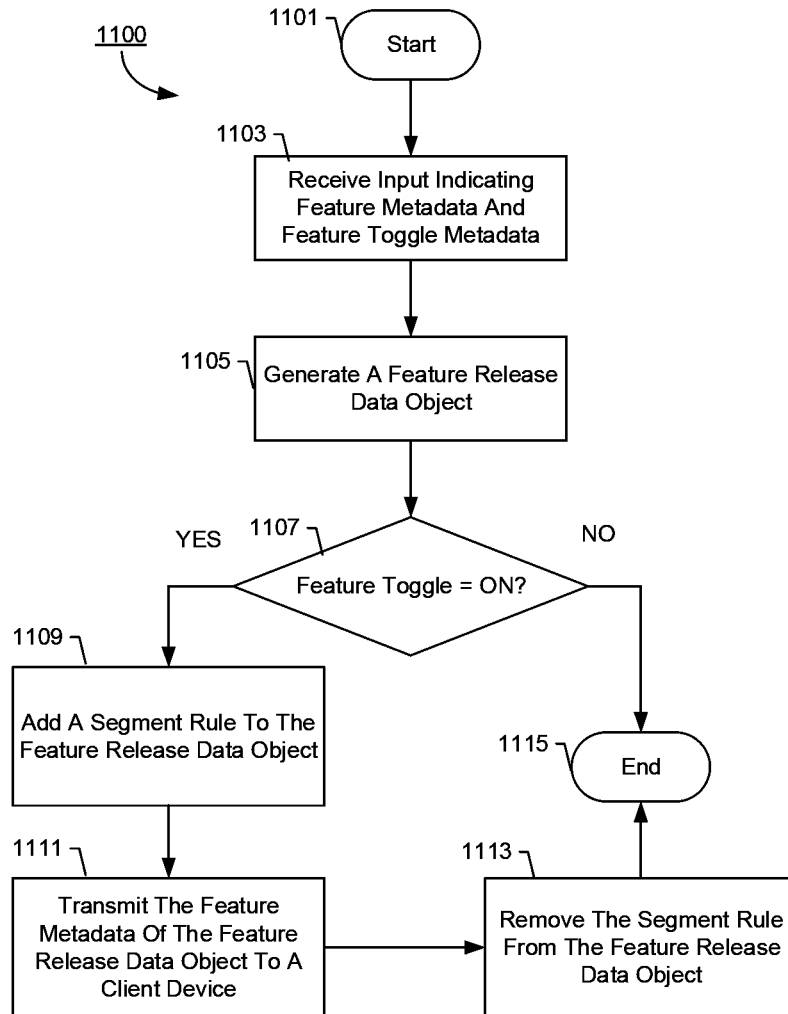 1100
1101
Start
1103
Receive Input Indicating
Feature Metadata And
Feature Toggle Metadata
1105
Generate A Feature Release
Data Object
1107
YES
NO
Feature Toggle = ON?
1109
Add A Segment Rule To The
Feature Release Data Object
1115
End
1111
Transmit The Feature
Metadata Of The Feature
Release Data Object To A
Client Device
1113
Remove The Segment Rule
From The Feature Release
Data Object